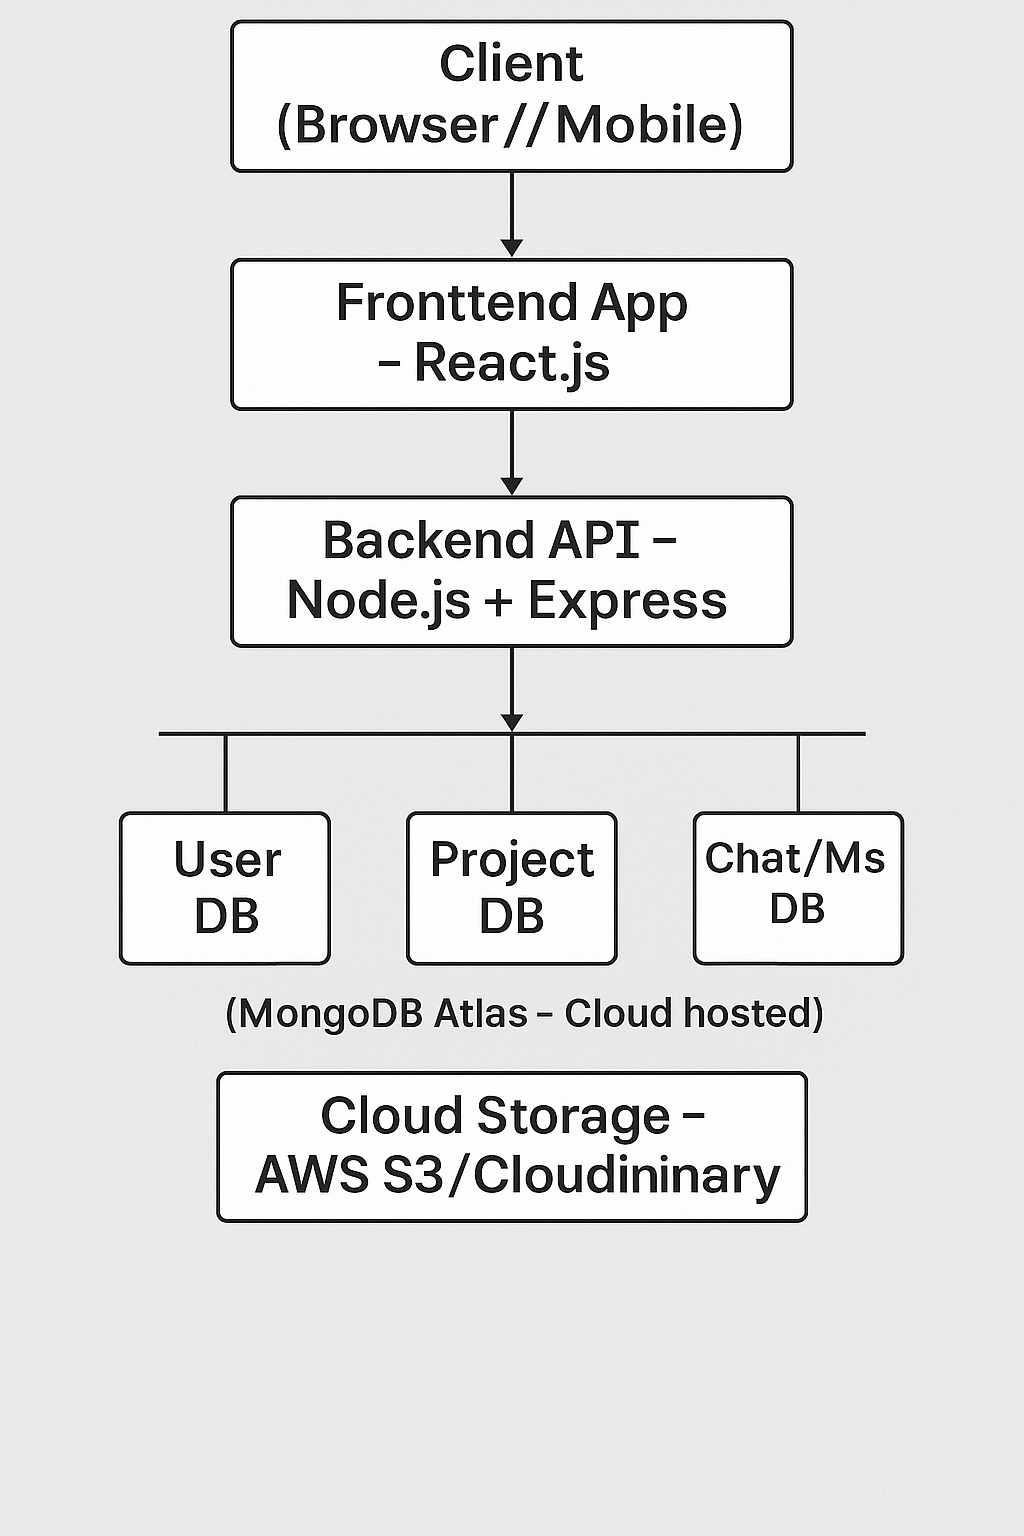 Client
(Browser//Mobile)
Fronttend App
– React.js
Backend API –
Node.js + Express
User
DB
Project
DB
Chat/Ms
DB
(MongoDB Atlas – Cloud hosted)
Cloud Storage –
AWS S3/Cloudininary